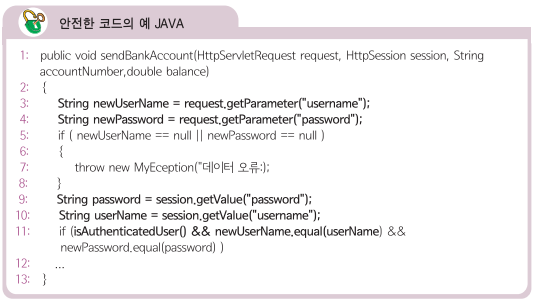 안전한 코드의 예 JAVA
1: public void sendBankAccount(HttpServletRequest request, HttpSession session, String
accountNumber,double balance)
2: {
3: String newUserName = request.getParameter("username");
4: String newPassword = request.getParameter("password");
5: if ( newUserName == null || newPassword == null )
6: {
7: throw new MyEception("데이터 오류:);
8: }
9: String password = session.getValue("password");
10: String userName = session.getValue("username");
11: if (isAuthenticatedUser() && newUserName.equal(userName) &&
newPassword.equal(password) )
12: ...
13: }